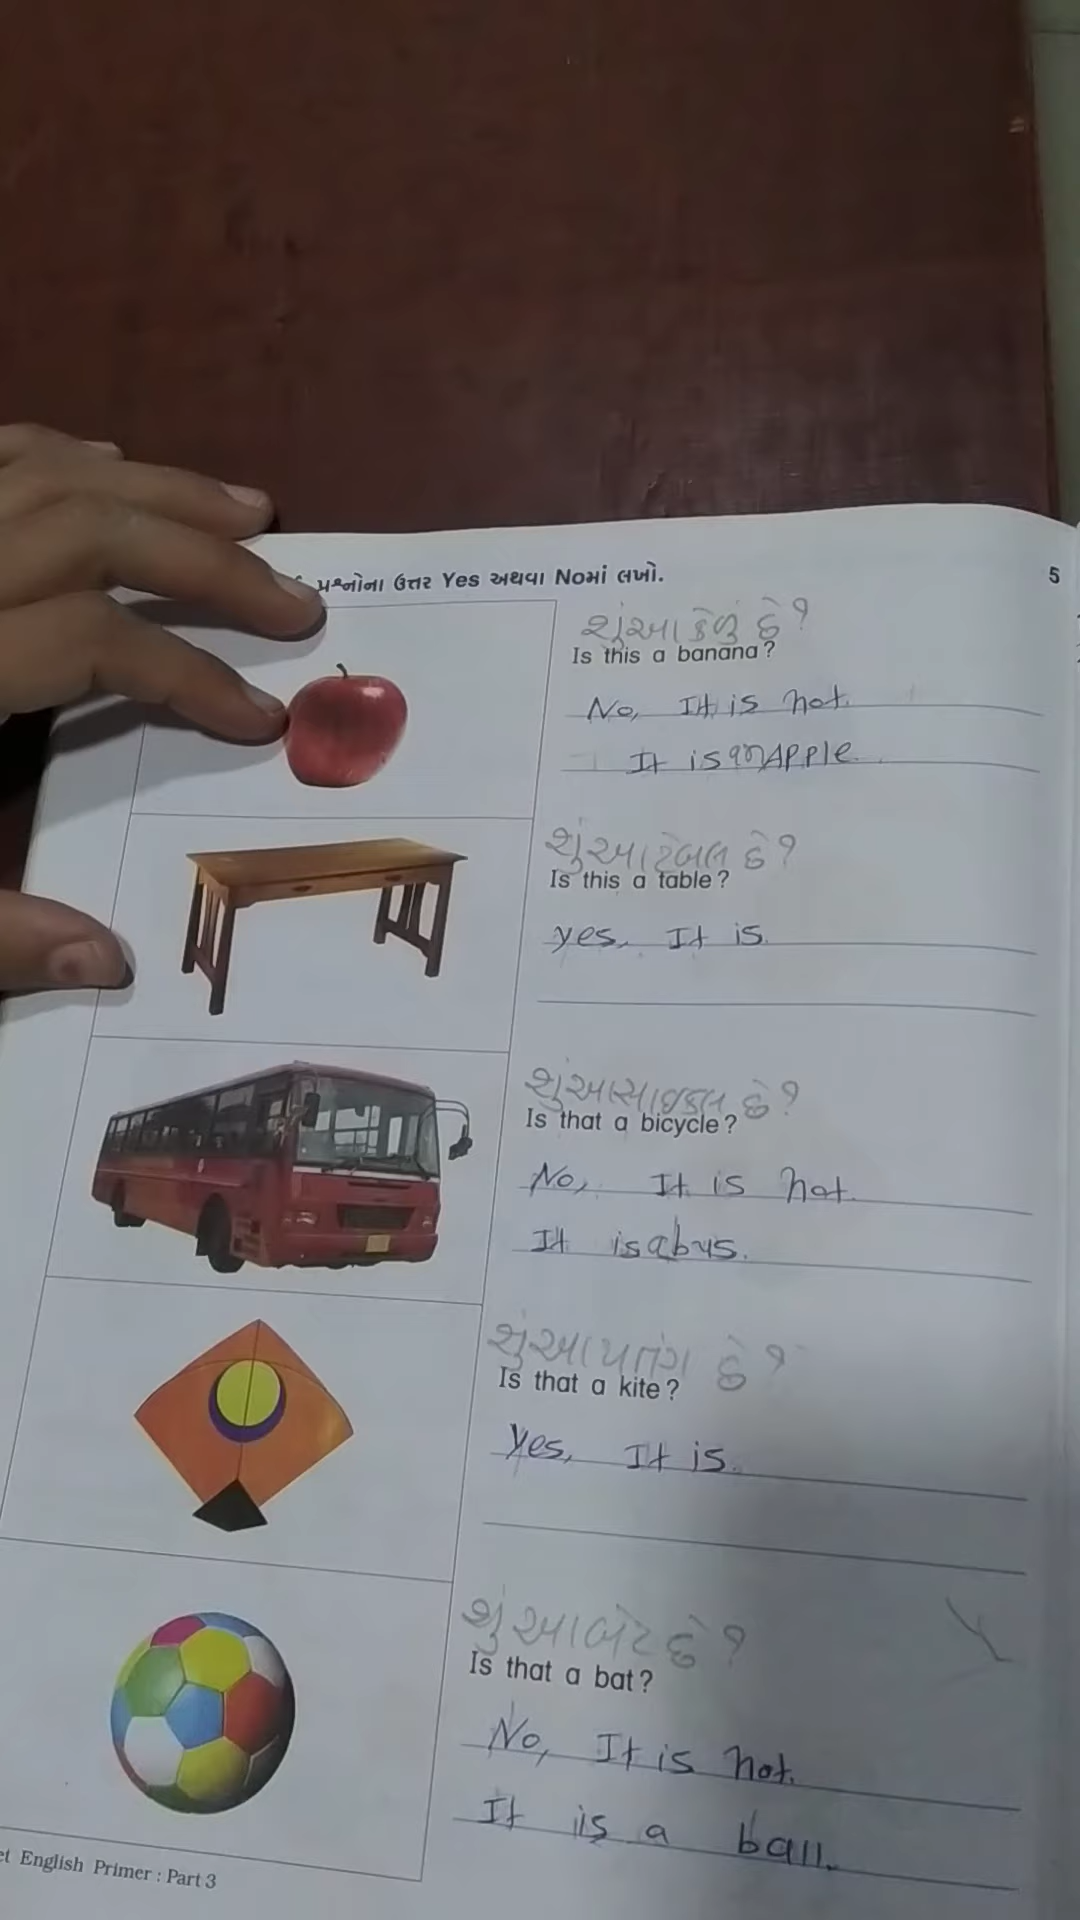 પ્રશ્નોના ઉત્તર Yes અથવા Noમાં લખો.
5
શું આ કેળું છે?
Is this a banana?
No, It is not.
It is an Apple.
શું આ ટેબલ છે?
Is this a table?
yes, It is.
શું આ સાઇકલ છે?
Is that a bicycle?
No, It is not.
It is a bus.
શું આ પતંગ છે?
Is that a kite?
Yes, It is.
શું આ બેટ છે?
Is that a bat?
No, It is not.
It is a ball.
English Primer : Part 3